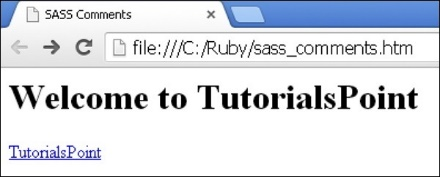 SASS Comments
file:///C:/Ruby/sass_comments.htm
Welcome to TutorialsPoint
TutorialsPoint